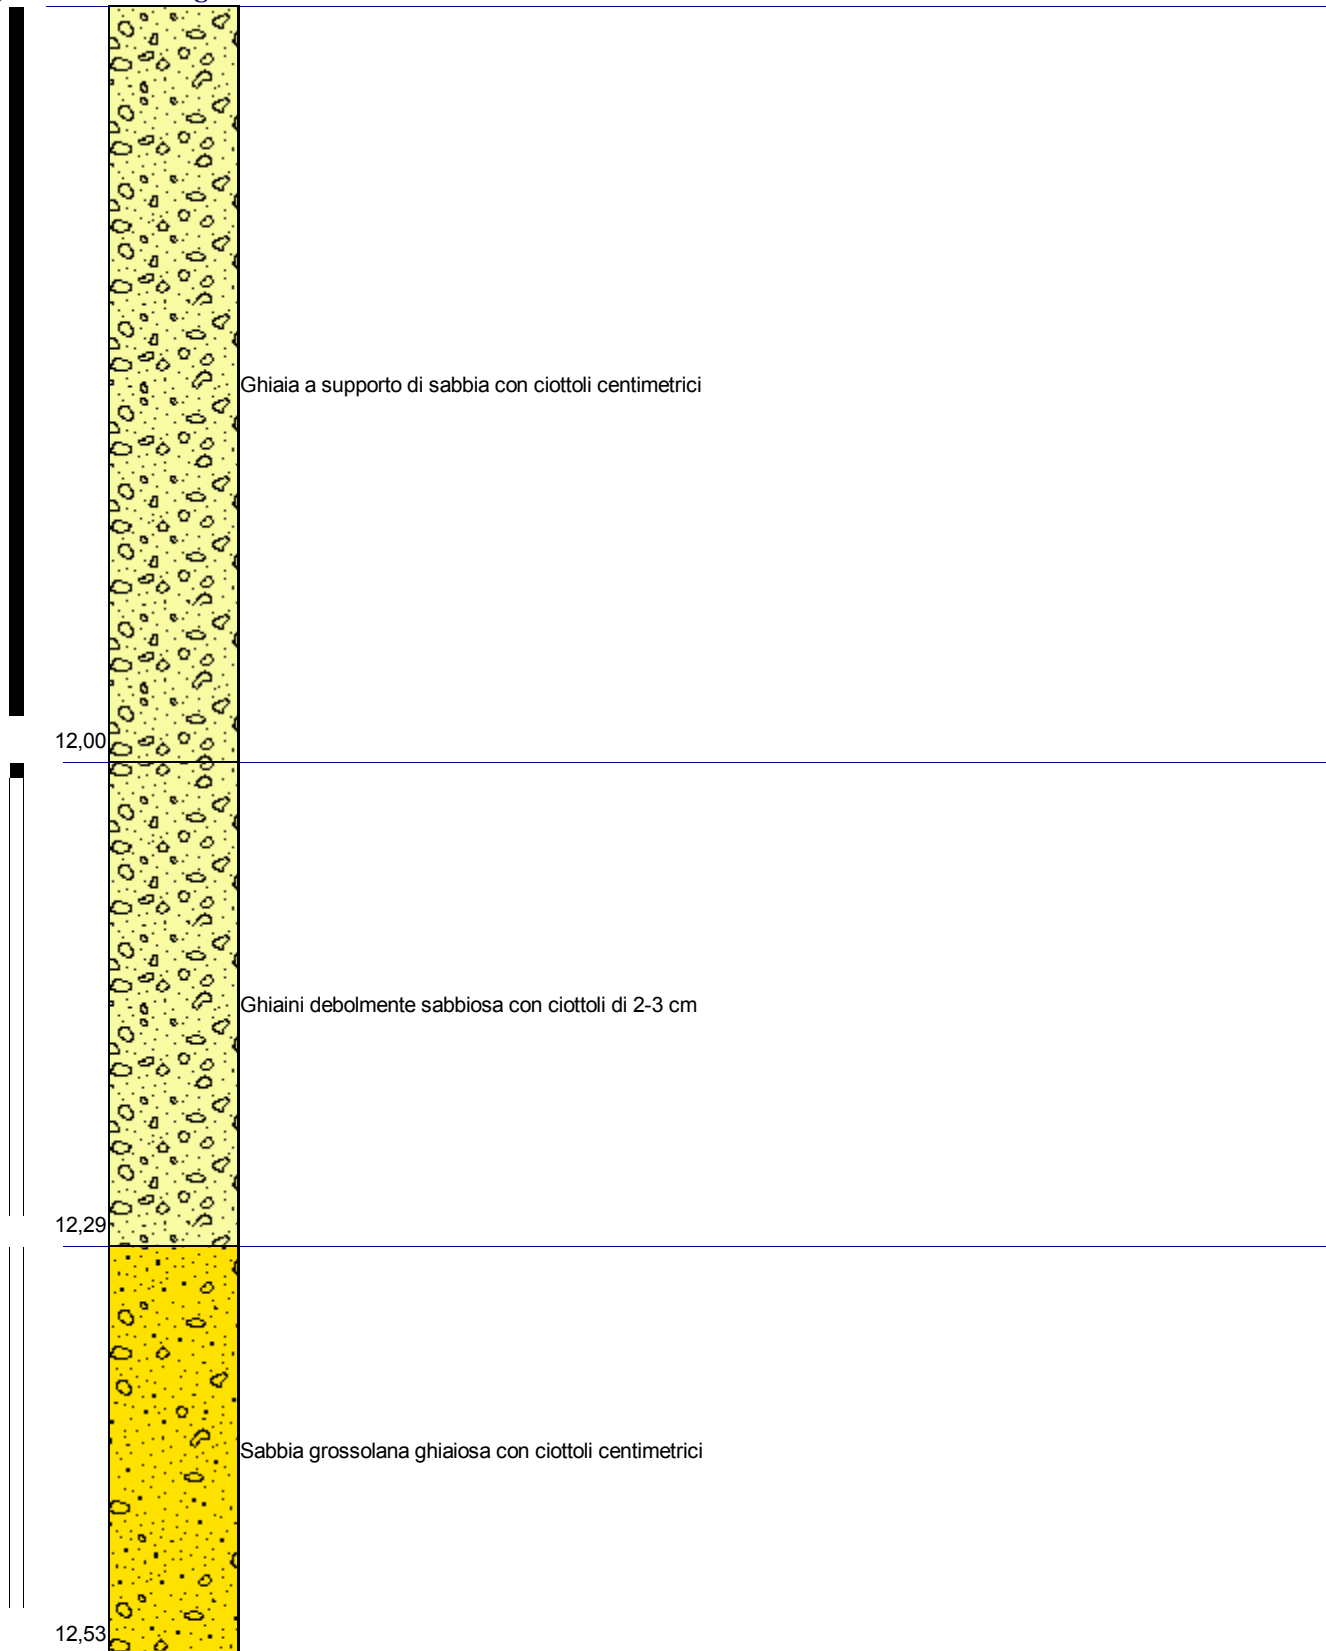 Ghiaia a supporto di sabbia con ciottoli centimetrici
12,00
Ghiaini debolmente sabbiosa con ciottoli di 2-3 cm
12,29
Sabbia grossolana ghiaiosa con ciottoli centimetrici
12,53